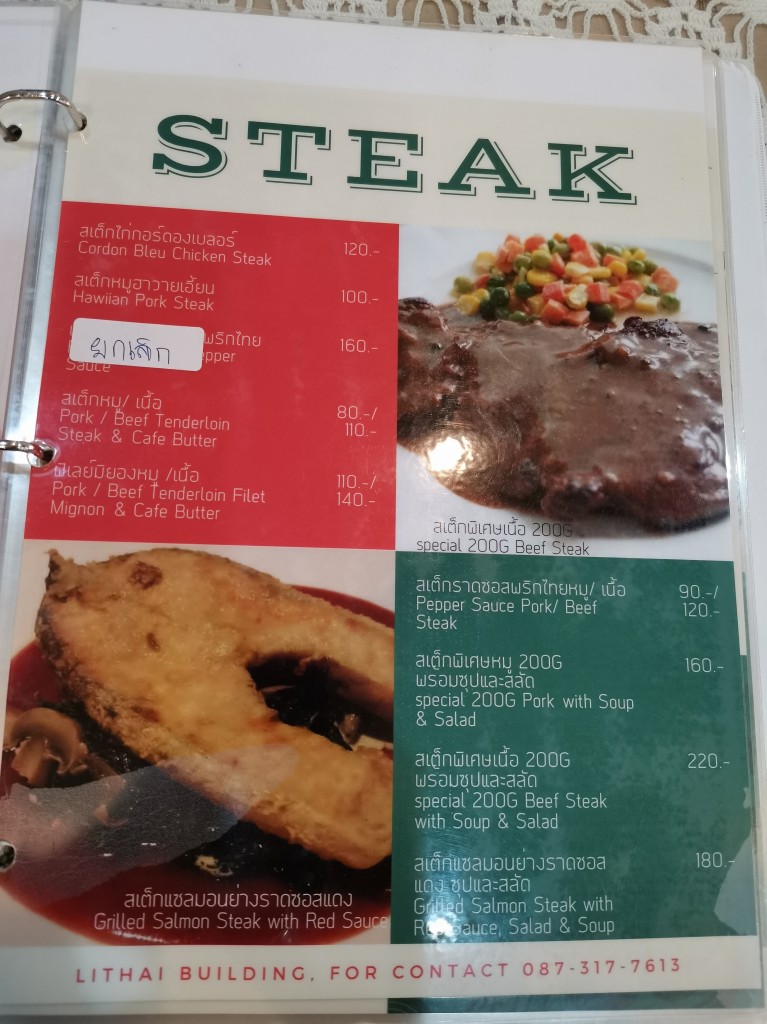 STEAK
สเต็กไก่กอร์ดองเบลอร์
Cordon Bleu Chicken Steak
120.-
สเต็กหมูฮาวายเอี้ยน
Hawiian Pork Steak
100.-
พริกไทย
ยกเลิก
epper
Sauce
160.-
สเต็กหมู/ เนื้อ
Pork / Beef Tenderloin
Steak & Cafe Butter
80.-/
110.-
ฟิเลย์มิยองหมู /เนื้อ
Pork / Beef Tenderloin Filet
Mignon & Cafe Butter
110.-/
140.-
สเต็กพิเศษเนื้อ 200G
special 200G Beef Steak
สเต็กราดซอสพริกไทยหมู/ เนื้อ
Pepper Sauce Pork/ Beef
Steak
90.-/
120.-
สเต็กพิเศษหมู 200G
พรอมซุปและสลัด
special 200G Pork with Soup
& Salad
160.-
สเต็กพิเศษเนื้อ 200G
พรอมซุปและสลัด
special 200G Beef Steak
with Soup & Salad
220.-
สเต็กแซลมอนย่างราดซอส
แดง ซุปและสลัด
Grilled Salmon Steak with
Red Sauce, Salad & Soup
180.-
สเต็กแซลมอนย่างราดซอสแดง
Grilled Salmon Steak with Red Sauce
LITHAI BUILDING, FOR CONTACT 087-317-7613